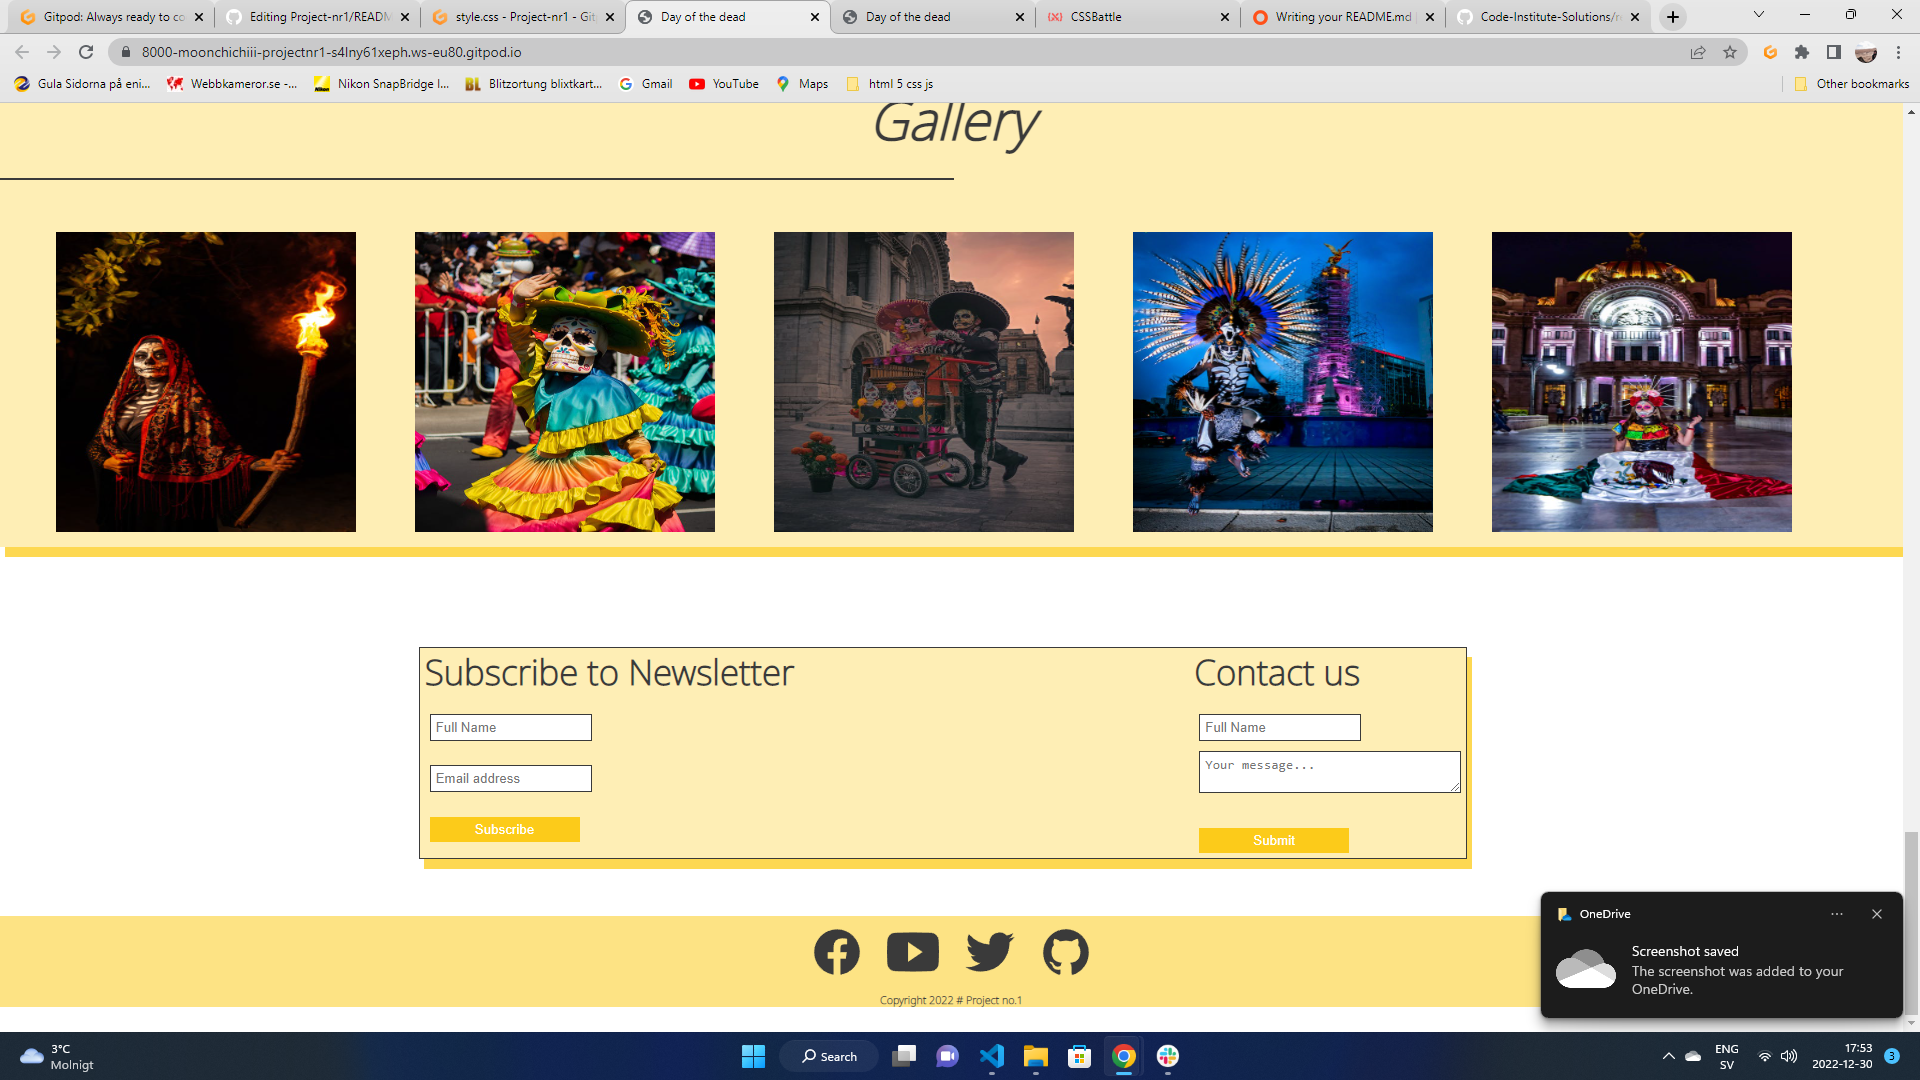 Gitpod: Always ready to co
Editing Project-nr1/READM
style.css - Project-nr1 - Git
Day of the dead
Day of the dead
CSSBattle
Writing your README.md
Code-Institute-Solutions/r
8000-moonchichiii-projectnr1-s4lny61xeph.ws-eu80.gitpod.io
Gula Sidorna på eni...
Webbkameror.se -...
Nikon SnapBridge I...
Blitzortung blixtkart...
Gmail
YouTube
Maps
html 5 css js
Other bookmarks
Gallery
Subscribe to Newsletter
Contact us
Full Name
Full Name
Your message...
Email address
Subscribe
Submit
Copyright 2022 # Project no.1
OneDrive
Screenshot saved
The screenshot was added to your
OneDrive.
3°C
Molnigt
Search
ENG
SV
17:53
2022-12-30
3